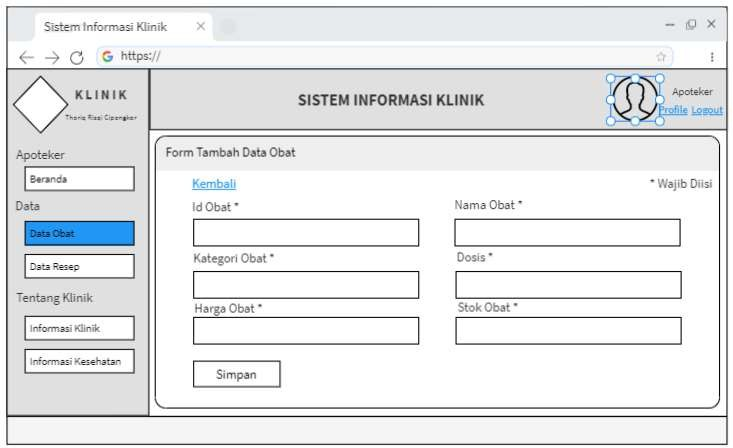 Sistem Informasi Klinik
https://
KLINIK
Thoriq Rizqi Cipongkor
SISTEM INFORMASI KLINIK
Apoteker
Profile Logout
Apoteker
Beranda
Data
Data Obat
Data Resep
Tentang Klinik
Informasi Klinik
Informasi Kesehatan
Form Tambah Data Obat
Kembali
* Wajib Diisi
Id Obat *
Nama Obat *
Kategori Obat *
Dosis *
Harga Obat *
Stok Obat *
Simpan